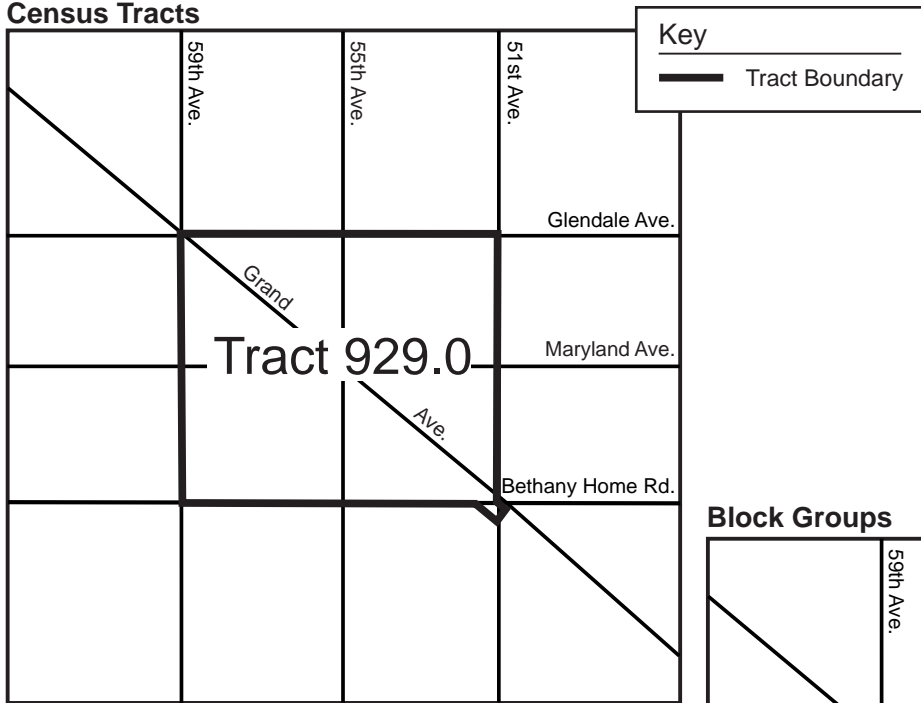 Census Tracts
Key
Tract Boundary
59th Ave.
55th Ave.
51st Ave.
Glendale Ave.
Grand
Tract 929.0
Maryland Ave.
Ave.
Bethany Home Rd.
Block Groups
59th Ave.